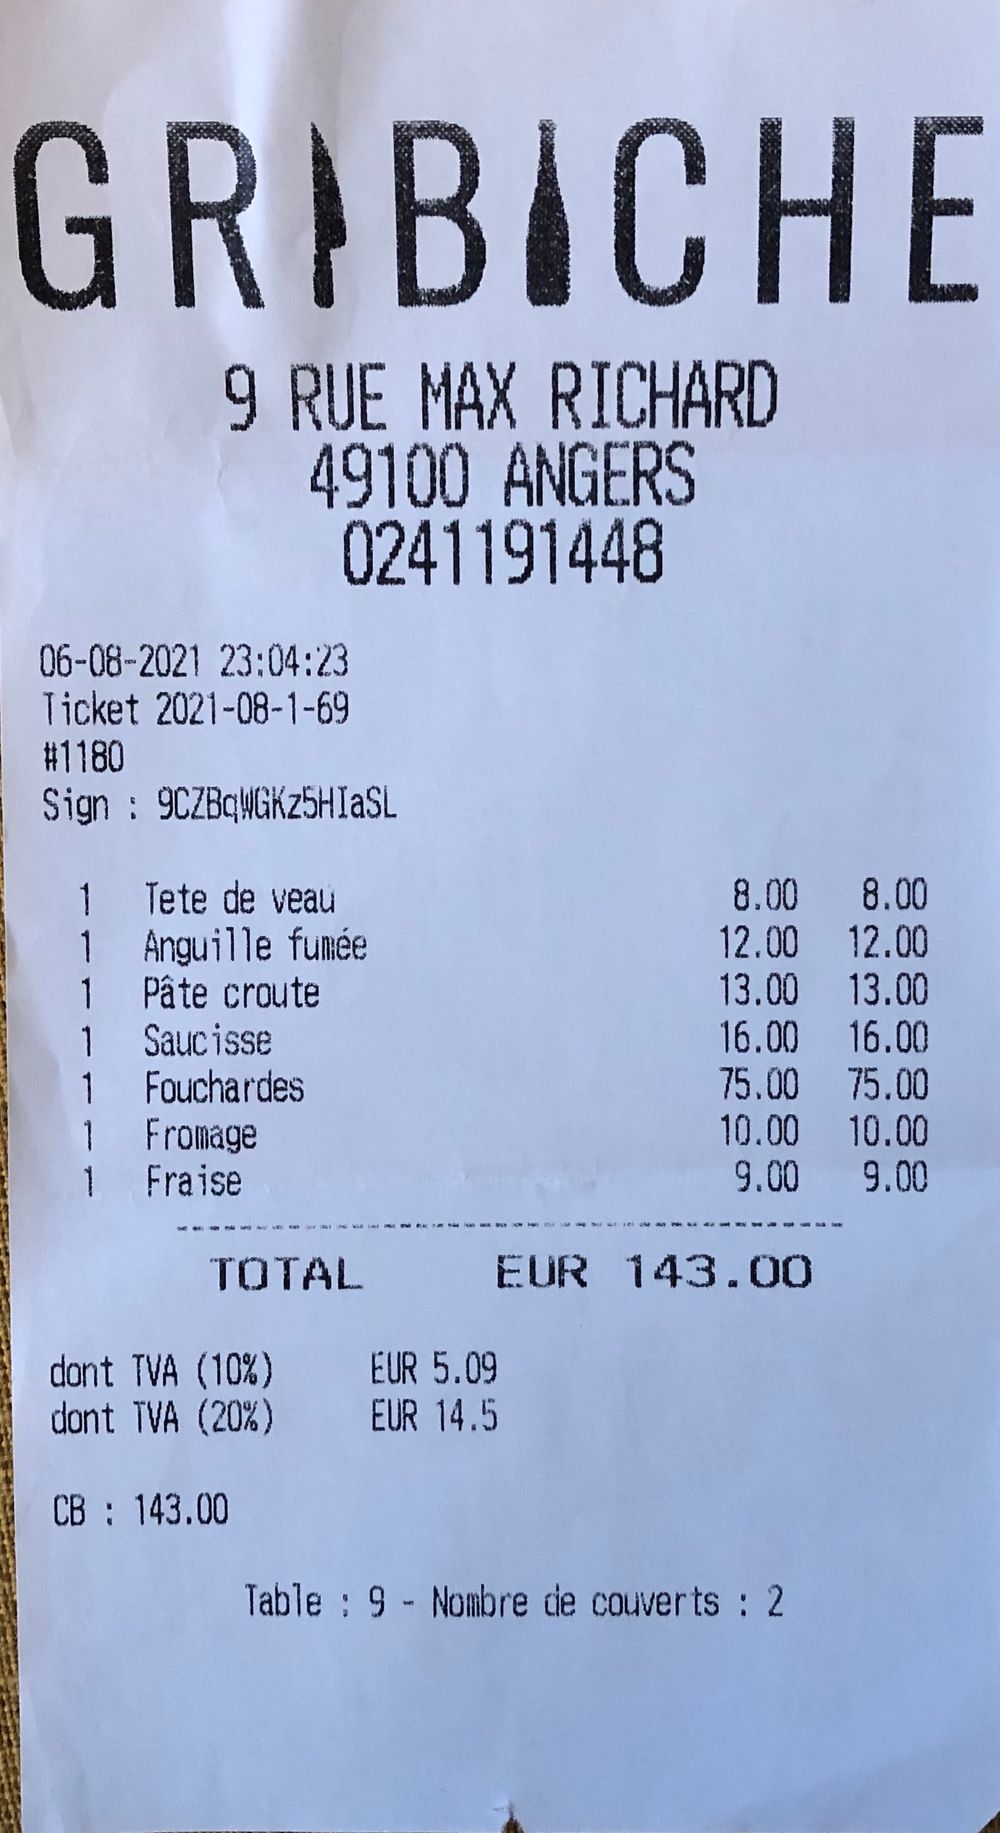 GRIBICHE
9 RUE MAX RICHARD
49100 ANGERS
0241191448
06-08-2021 23:04:23
Ticket 2021-08-1-69
#1180
Sign : 9CZBqWGKz5HIaSL
1 Tete de veau 8.00 8.00
1 Anguille fumée 12.00 12.00
1 Pâte croute 13.00 13.00
1 Saucisse 16.00 16.00
1 Fouchardes 75.00 75.00
1 Fromage 10.00 10.00
1 Fraise 9.00 9.00
TOTAL EUR 143.00
dont TVA (10%) EUR 5.09
dont TVA (20%) EUR 14.5
CB : 143.00
Table : 9 - Nombre de couverts : 2